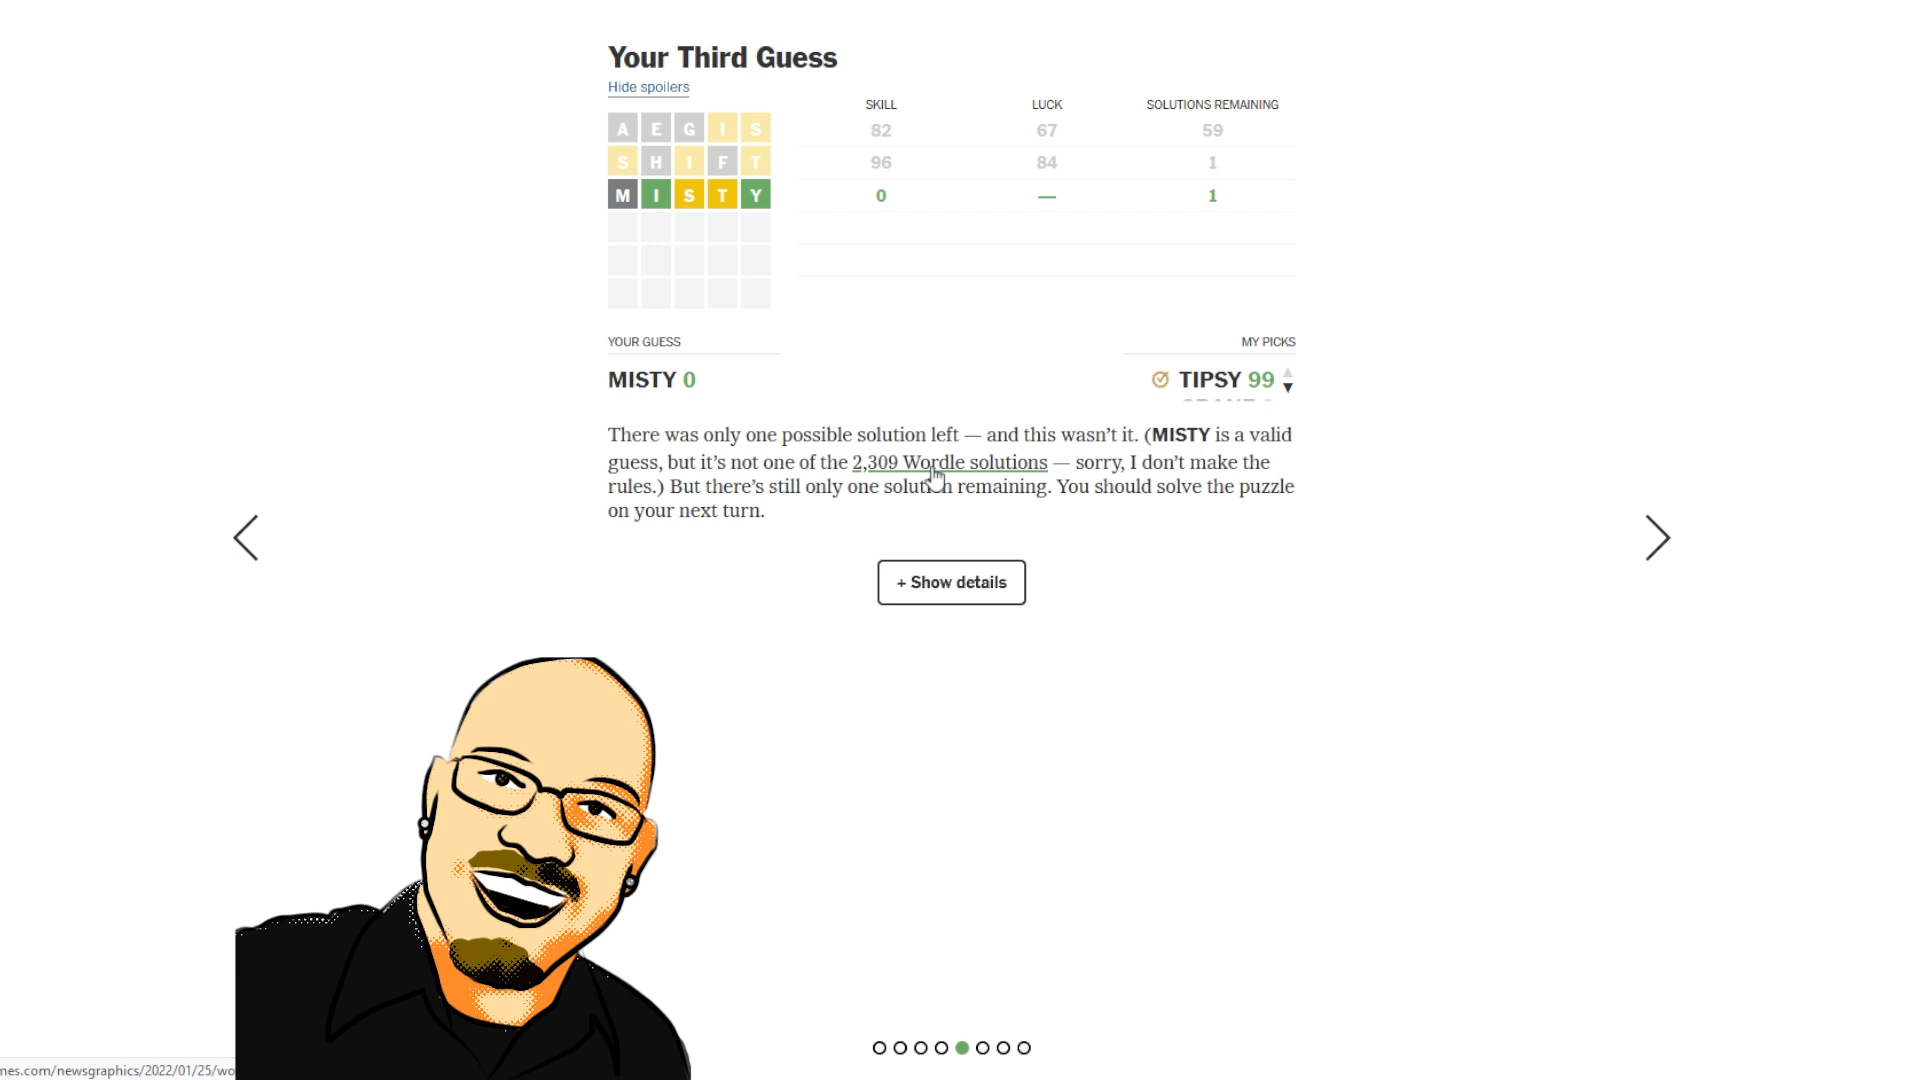 Your Third Guess
Hide spoilers
SKILL LUCK SOLUTIONS REMAINING
A E G I S 82 67 59
S H I F T 96 84 1
M I S T Y 0 — 1
YOUR GUESS MY PICKS
MISTY 0 TIPSY 99
There was only one possible solution left — and this wasn’t it. (MISTY is a valid
guess, but it’s not one of the 2,309 Wordle solutions — sorry, I don’t make the
rules.) But there’s still only one solution remaining. You should solve the puzzle
on your next turn.
+ Show details
mes.com/newsgraphics/2022/01/25/wo